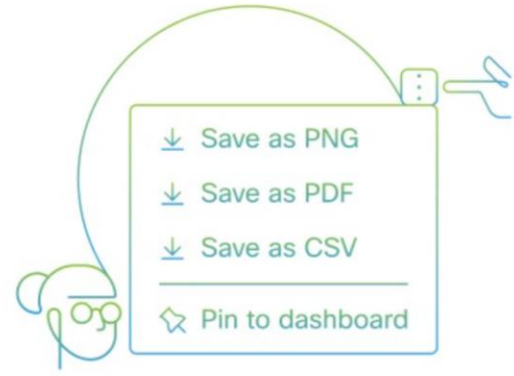 Save as PNG
Save as PDF
Save as CSV
Pin to dashboard